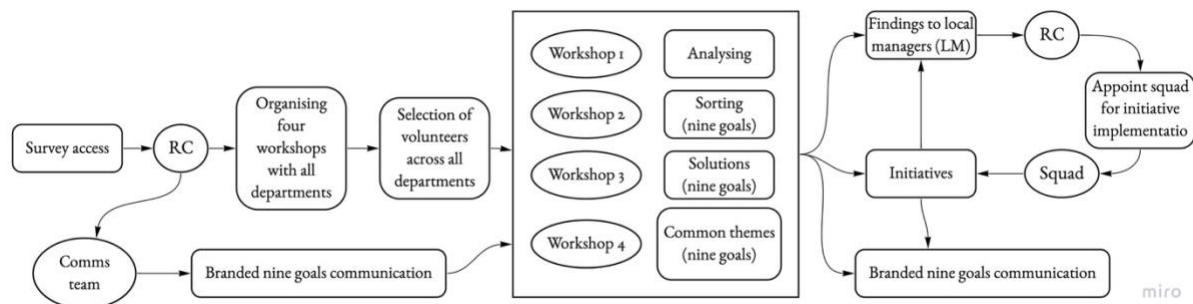 Survey access
RC
Organising
four
workshops
with all
departments
Selection of
volunteers
across all
departments
Comms
team
Branded nine goals communication
Workshop 1
Analysing
Workshop 2
Sorting
(nine goals)
Workshop 3
Solutions
(nine goals)
Workshop 4
Common themes
(nine goals)
Findings to local
managers (LM)
RC
Appoint squad
for initiative
implementatio
Initiatives
Squad
Branded nine goals communication
miro